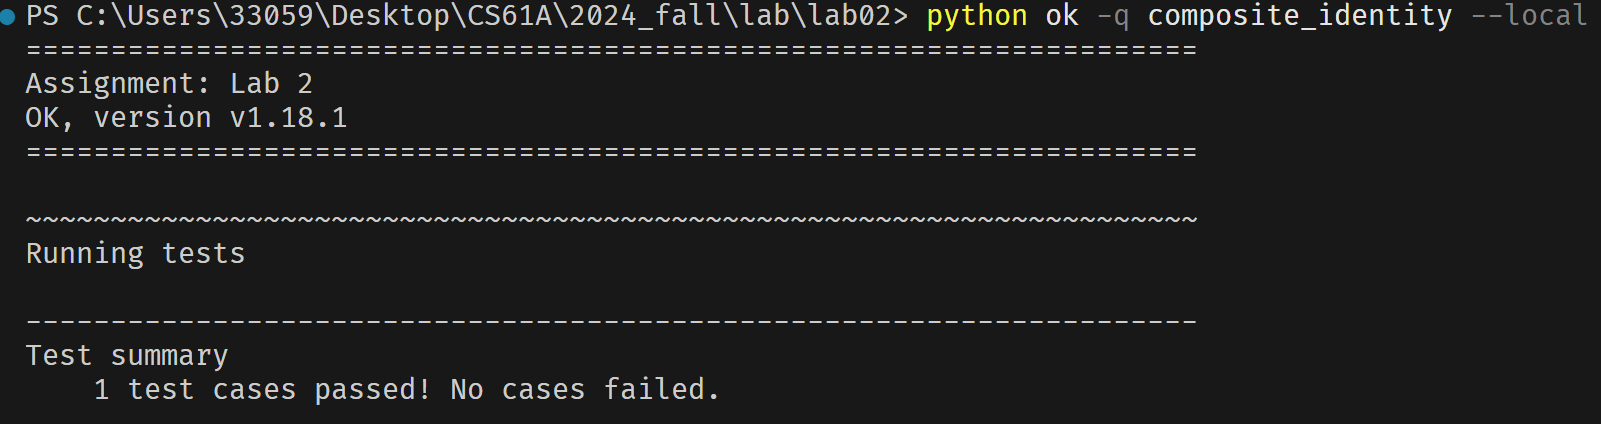 PS C:\Users\33059\Desktop\CS61A\2024_fall\lab\lab02> python ok -q composite_identity --local
=====================================================================
Assignment: Lab 2
OK, version v1.18.1
=====================================================================
~~~~~~~~~~~~~~~~~~~~~~~~~~~~~~~~~~~~~~~~~~~~~~~~~~~~~~~~~~~~~~~~~~~~~
Running tests
---------------------------------------------------------------------
Test summary
    1 test cases passed! No cases failed.